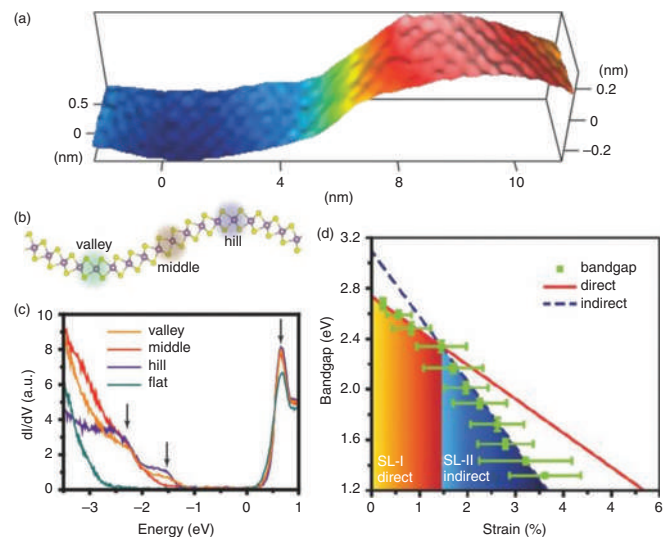 (a)
0.5
0
(nm)
0
4
8
10
(nm)
(nm)
0.2
0
−0.2
(b)
valley
middle
hill
(c)
10
8
6
4
2
0
dI/dV (a.u.)
valley
middle
hill
flat
−3
−2
−1
0
1
Energy (eV)
(d)
3.2
2.8
2.4
2.0
1.6
1.2
Bandgap (eV)
bandgap
direct
indirect
SL-I
direct
SL-II
indirect
0
1
2
3
4
5
6
Strain (%)